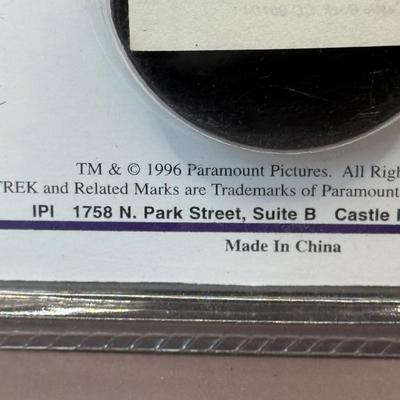 TM & © 1996 Paramount Pictures. All Righ
TREK and Related Marks are Trademarks of Paramount
IPI 1758 N. Park Street, Suite B Castle
Made In China